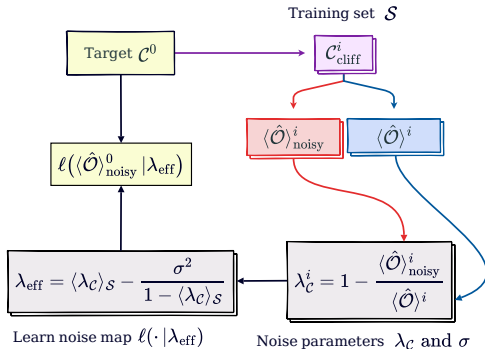 Training set 𝒮
Target 𝒞⁰
𝒞ⁱ_cliff
⟨Ô⟩ⁱ_noisy
⟨Ô⟩ⁱ
ℓ(⟨Ô⟩⁰_noisy |λ_eff)
λ_eff = ⟨λ_𝒞⟩_𝒮 − σ² / (1 − ⟨λ_𝒞⟩_𝒮)
λⁱ_𝒞 = 1 − ⟨Ô⟩ⁱ_noisy / ⟨Ô⟩ⁱ
Learn noise map ℓ(· |λ_eff)
Noise parameters λ_𝒞 and σ